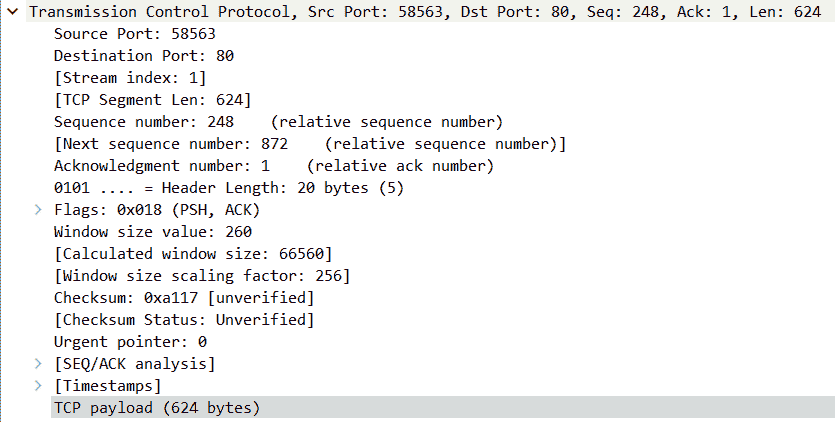 Transmission Control Protocol, Src Port: 58563, Dst Port: 80, Seq: 248, Ack: 1, Len: 624
Source Port: 58563
Destination Port: 80
[Stream index: 1]
[TCP Segment Len: 624]
Sequence number: 248    (relative sequence number)
[Next sequence number: 872    (relative sequence number)]
Acknowledgment number: 1    (relative ack number)
0101 .... = Header Length: 20 bytes (5)
Flags: 0x018 (PSH, ACK)
Window size value: 260
[Calculated window size: 66560]
[Window size scaling factor: 256]
Checksum: 0xa117 [unverified]
[Checksum Status: Unverified]
Urgent pointer: 0
[SEQ/ACK analysis]
[Timestamps]
TCP payload (624 bytes)